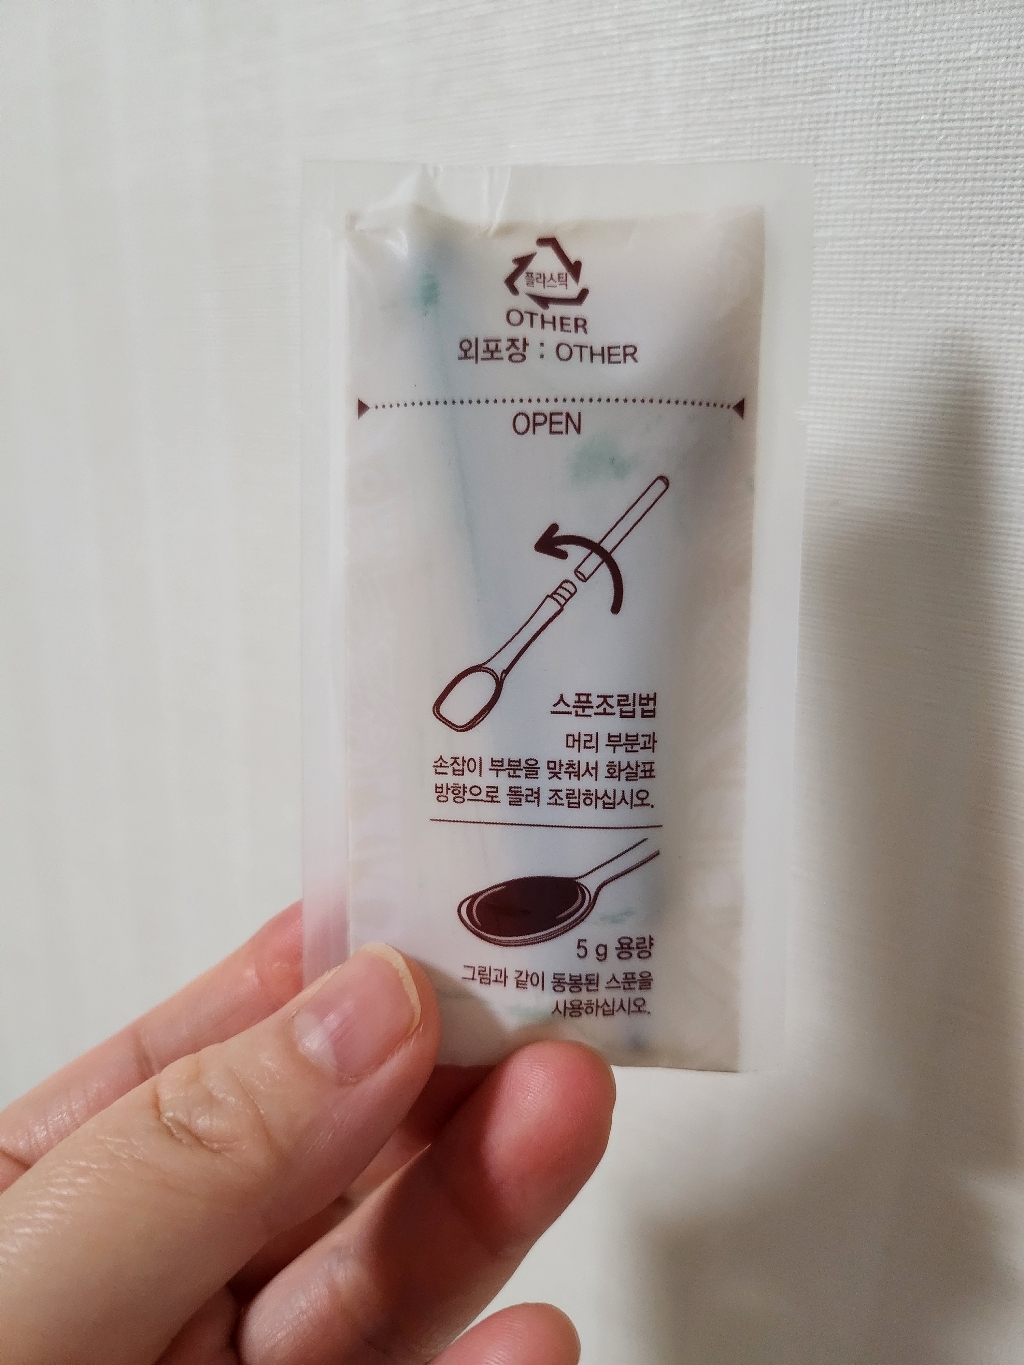 플라스틱
OTHER
외포장 : OTHER
OPEN
스푼조립법
머리 부분과
손잡이 부분을 맞춰서 화살표
방향으로 돌려 조립하십시오.
5 g 용량
그림과 같이 동봉된 스푼을
사용하십시오.